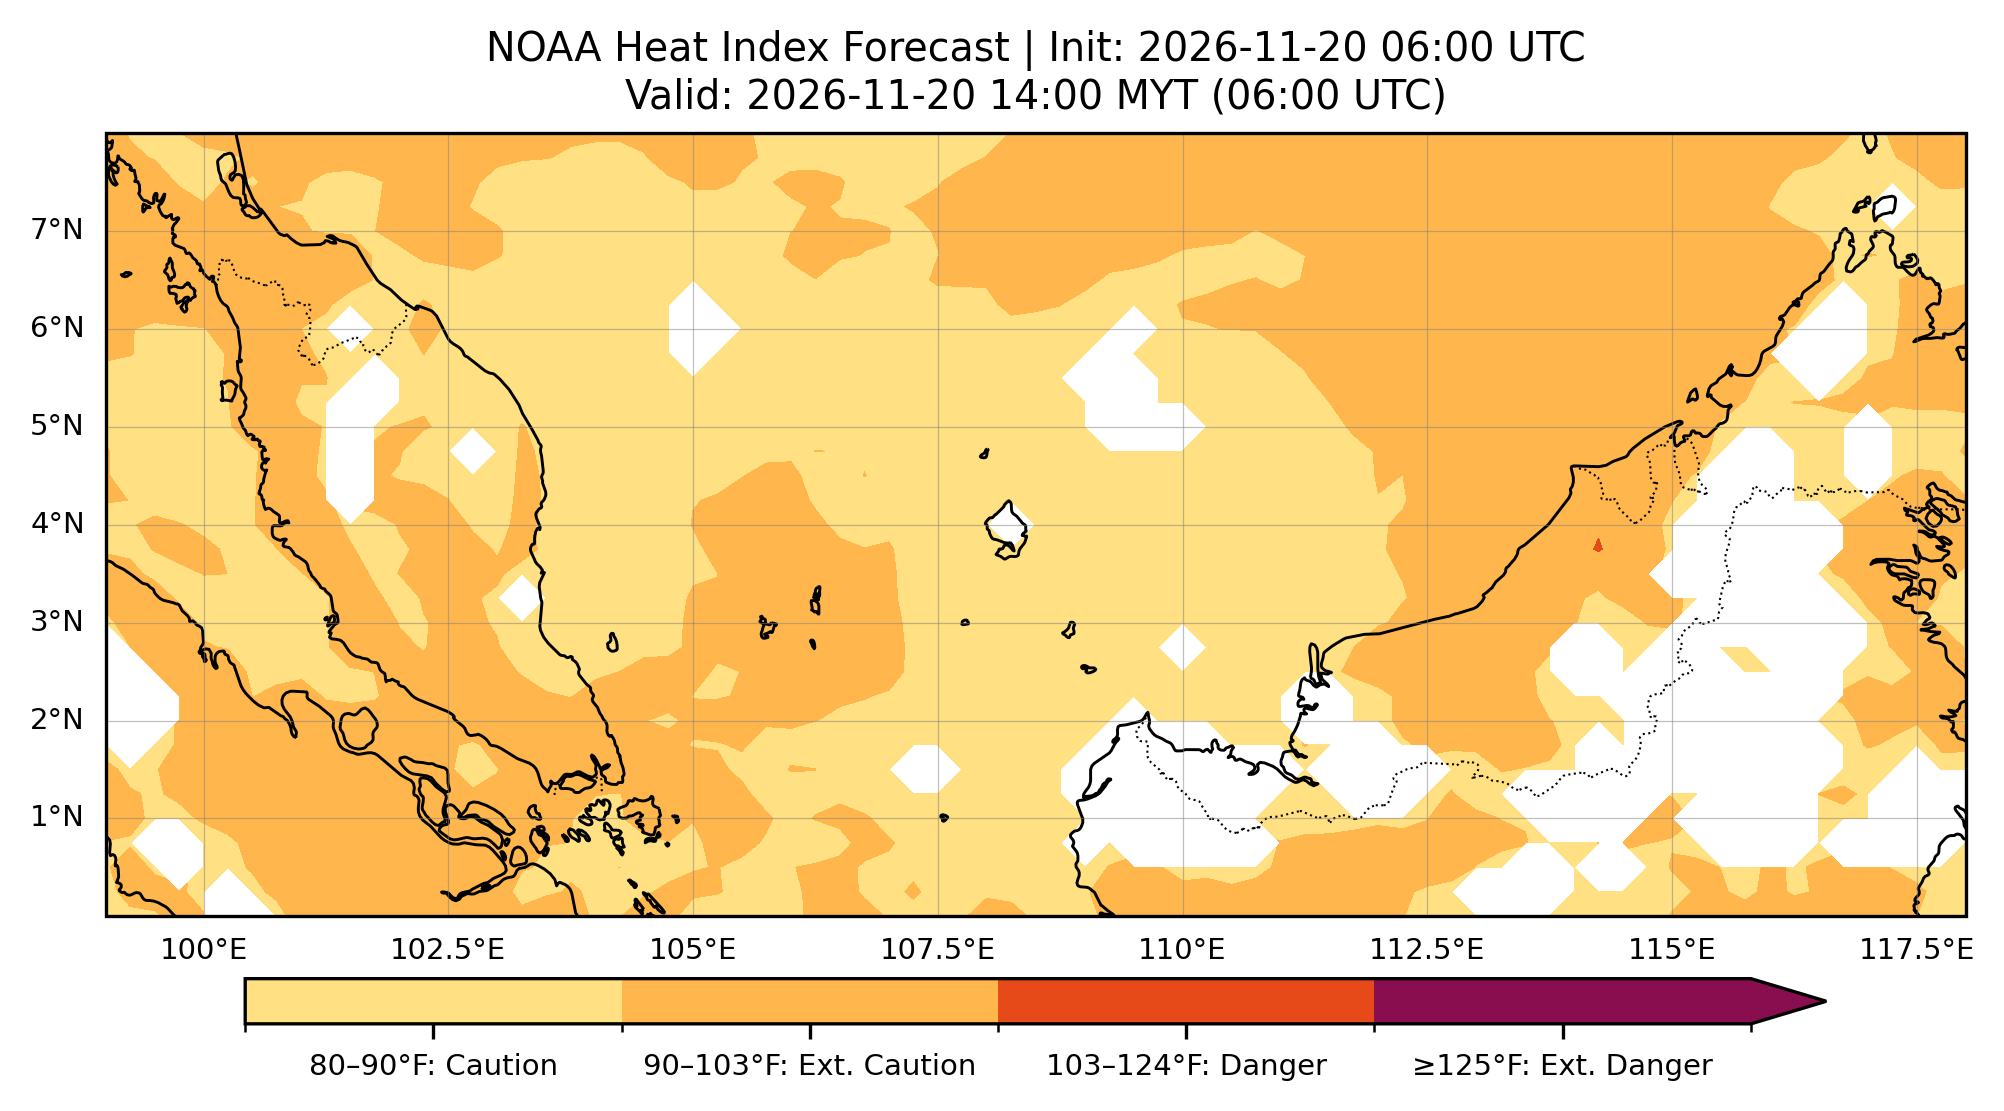 NOAA Heat Index Forecast | Init: 2026-11-20 06:00 UTC
Valid: 2026-11-20 14:00 MYT (06:00 UTC)
7°N
6°N
5°N
4°N
3°N
2°N
1°N
100°E 102.5°E 105°E 107.5°E 110°E 112.5°E 115°E 117.5°E
80–90°F: Caution 90–103°F: Ext. Caution 103–124°F: Danger ≥125°F: Ext. Danger